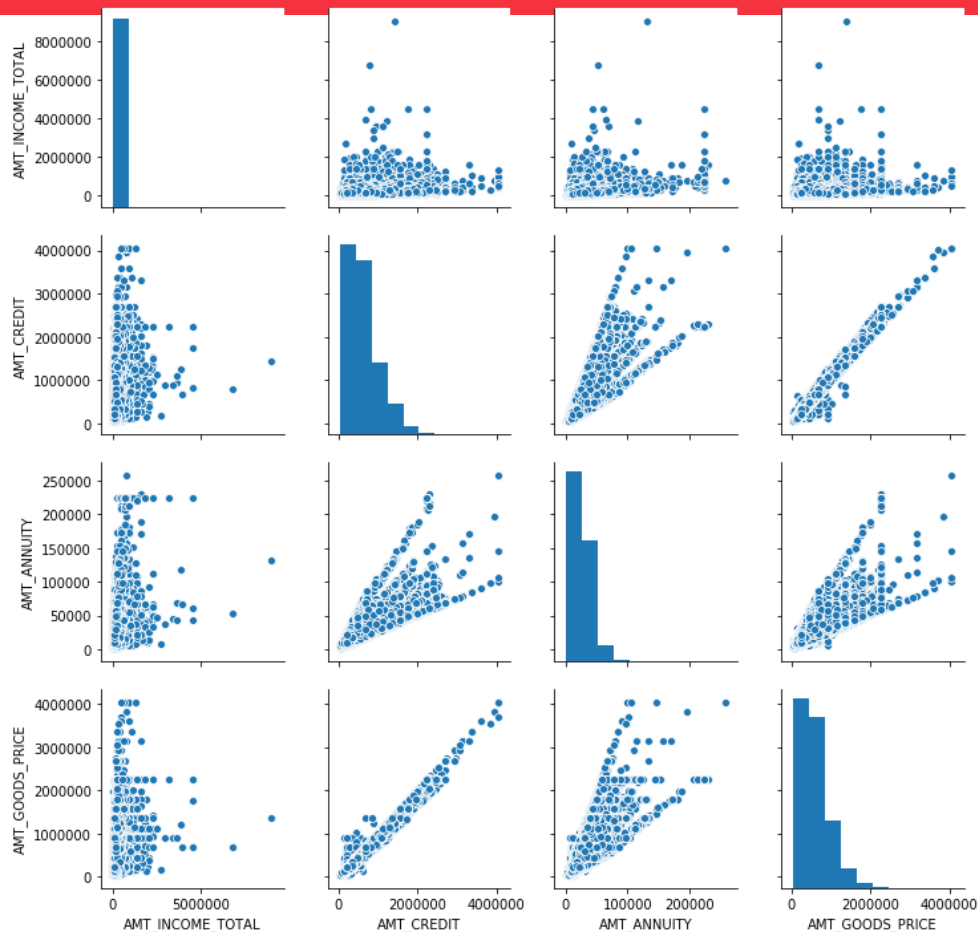 AMT_INCOME_TOTAL
8000000
6000000
4000000
2000000
0
AMT_CREDIT
4000000
3000000
2000000
1000000
0
AMT_ANNUITY
250000
200000
150000
100000
50000
0
AMT_GOODS_PRICE
4000000
3000000
2000000
1000000
0
0 5000000
AMT_INCOME_TOTAL
0 2000000 4000000
AMT_CREDIT
0 100000 200000
AMT_ANNUITY
0 2000000 4000000
AMT_GOODS_PRICE